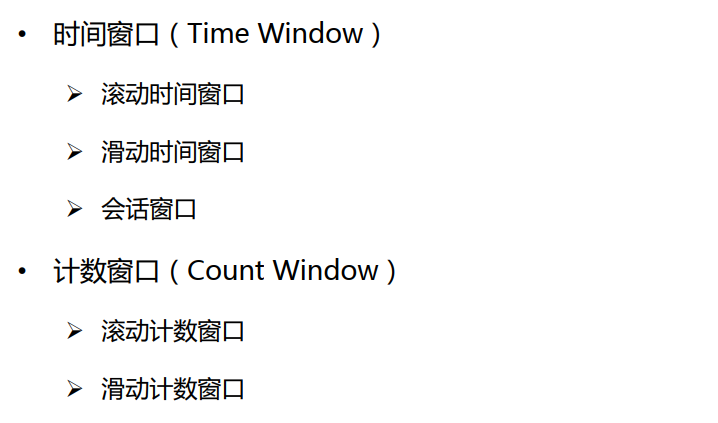 • 时间窗口（Time Window）
➢ 滚动时间窗口
➢ 滑动时间窗口
➢ 会话窗口
• 计数窗口（Count Window）
➢ 滚动计数窗口
➢ 滑动计数窗口